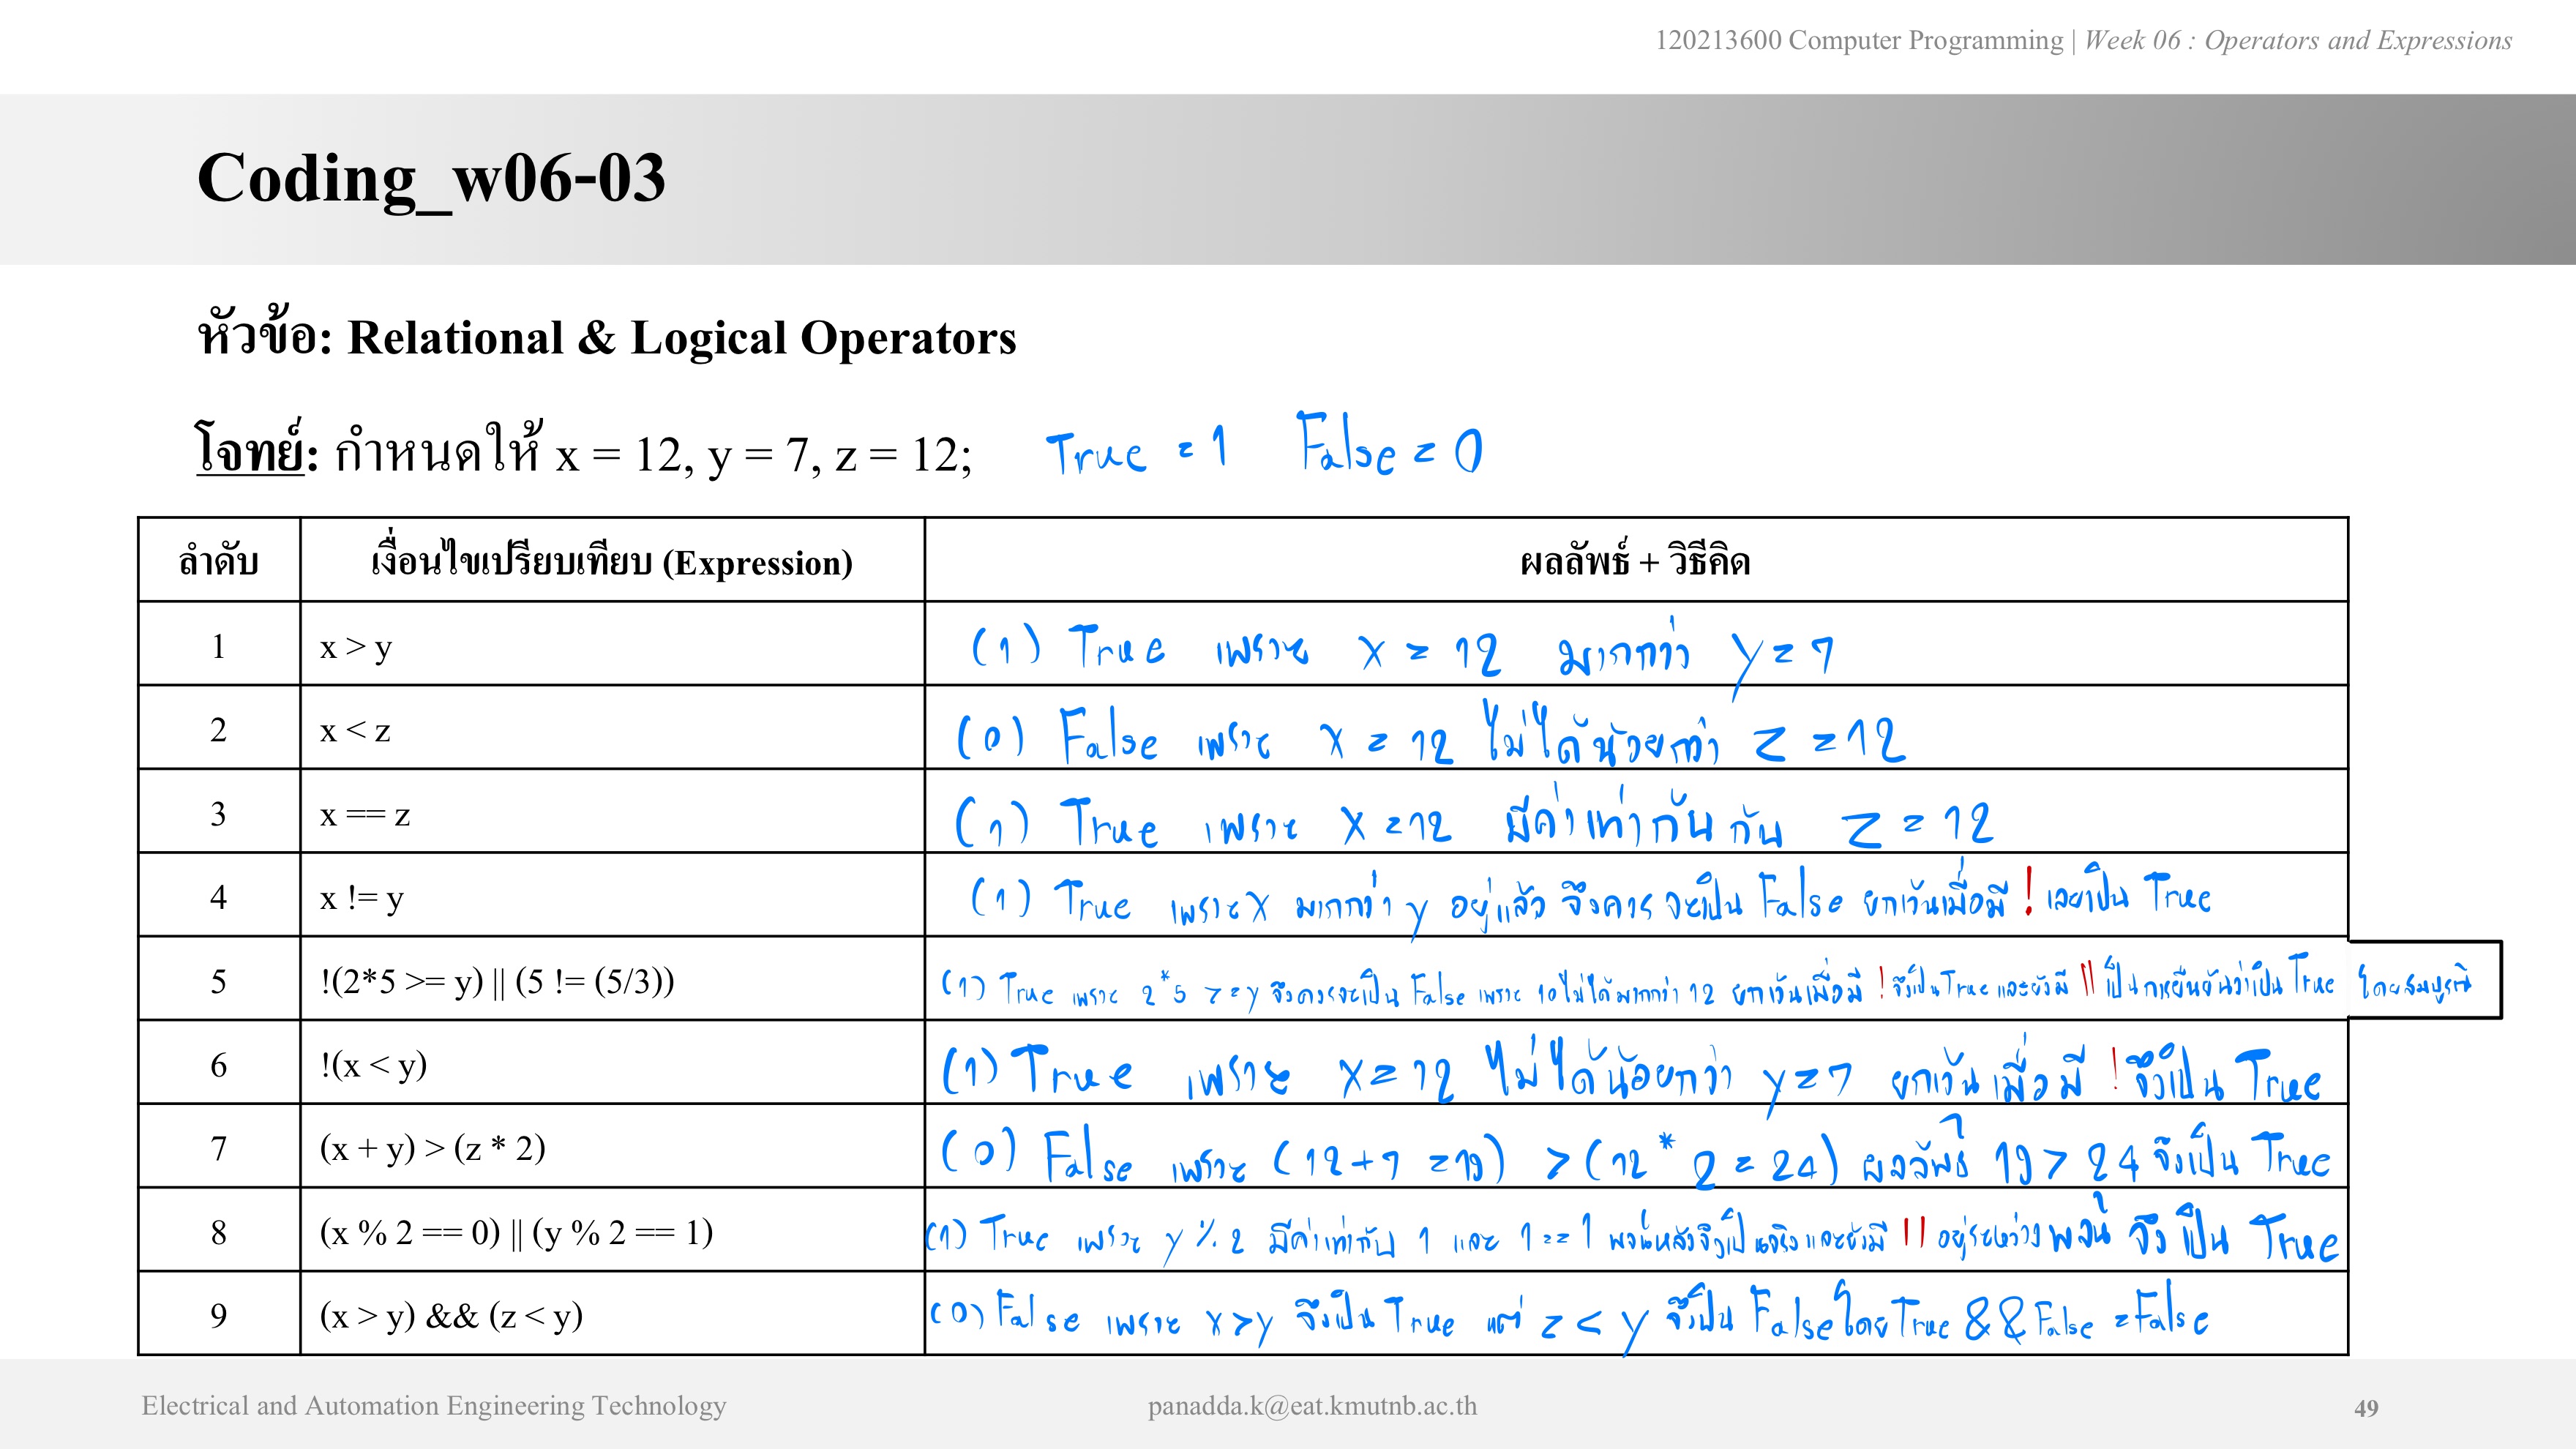 120213600 Computer Programming | Week 06 : Operators and Expressions
Coding_w06-03
หัวข้อ: Relational & Logical Operators
โจทย์: กำหนดให้ x = 12, y = 7, z = 12; True = 1 False = 0
ลำดับ เงื่อนไขเปรียบเทียบ (Expression) ผลลัพธ์ + วิธีคิด
1 x > y (1) True เพราะ x = 12 มากกว่า y = 7
2 x < z (0) False เพราะ x = 12 ไม่ได้น้อยกว่า z = 12
3 x == z (1) True เพราะ x = 12 มีค่าเท่ากันกับ z = 12
4 x != y (1) True เพราะ x มากกว่า y อยู่แล้ว จึงควรจะเป็น False ยกเว้นเมื่อมี ! เลยเป็น True
5 !(2*5 >= y) || (5 != (5/3)) (1) True เพราะ 2*5 >= y จึงควรจะเป็น False เพราะ 10 ไม่ได้มากกว่า 12 ยกเว้นเมื่อมี ! จึงเป็น True และยังมี || เป็นการยืนยันว่าเป็น True โดยสมบูรณ์
6 !(x < y) (1) True เพราะ x = 12 ไม่ได้น้อยกว่า y = 7 ยกเว้นเมื่อมี ! จึงเป็น True
7 (x + y) > (z * 2) (0) False เพราะ (12+7 = 19) > (12 * 2 = 24) ผลลัพธ์ 19 > 24 จึงเป็น True
8 (x % 2 == 0) || (y % 2 == 1) (1) True เพราะ y % 2 มีค่าเท่ากับ 1 และ 1 == 1 พจน์หลังจึงเป็นจริงและยังมี || อยู่ระหว่างพจน์ จึงเป็น True
9 (x > y) && (z < y) (0) False เพราะ x > y จึงเป็น True แต่ z < y จึงเป็น False โดย True && False = False
Electrical and Automation Engineering Technology panadda.k@eat.kmutnb.ac.th 49